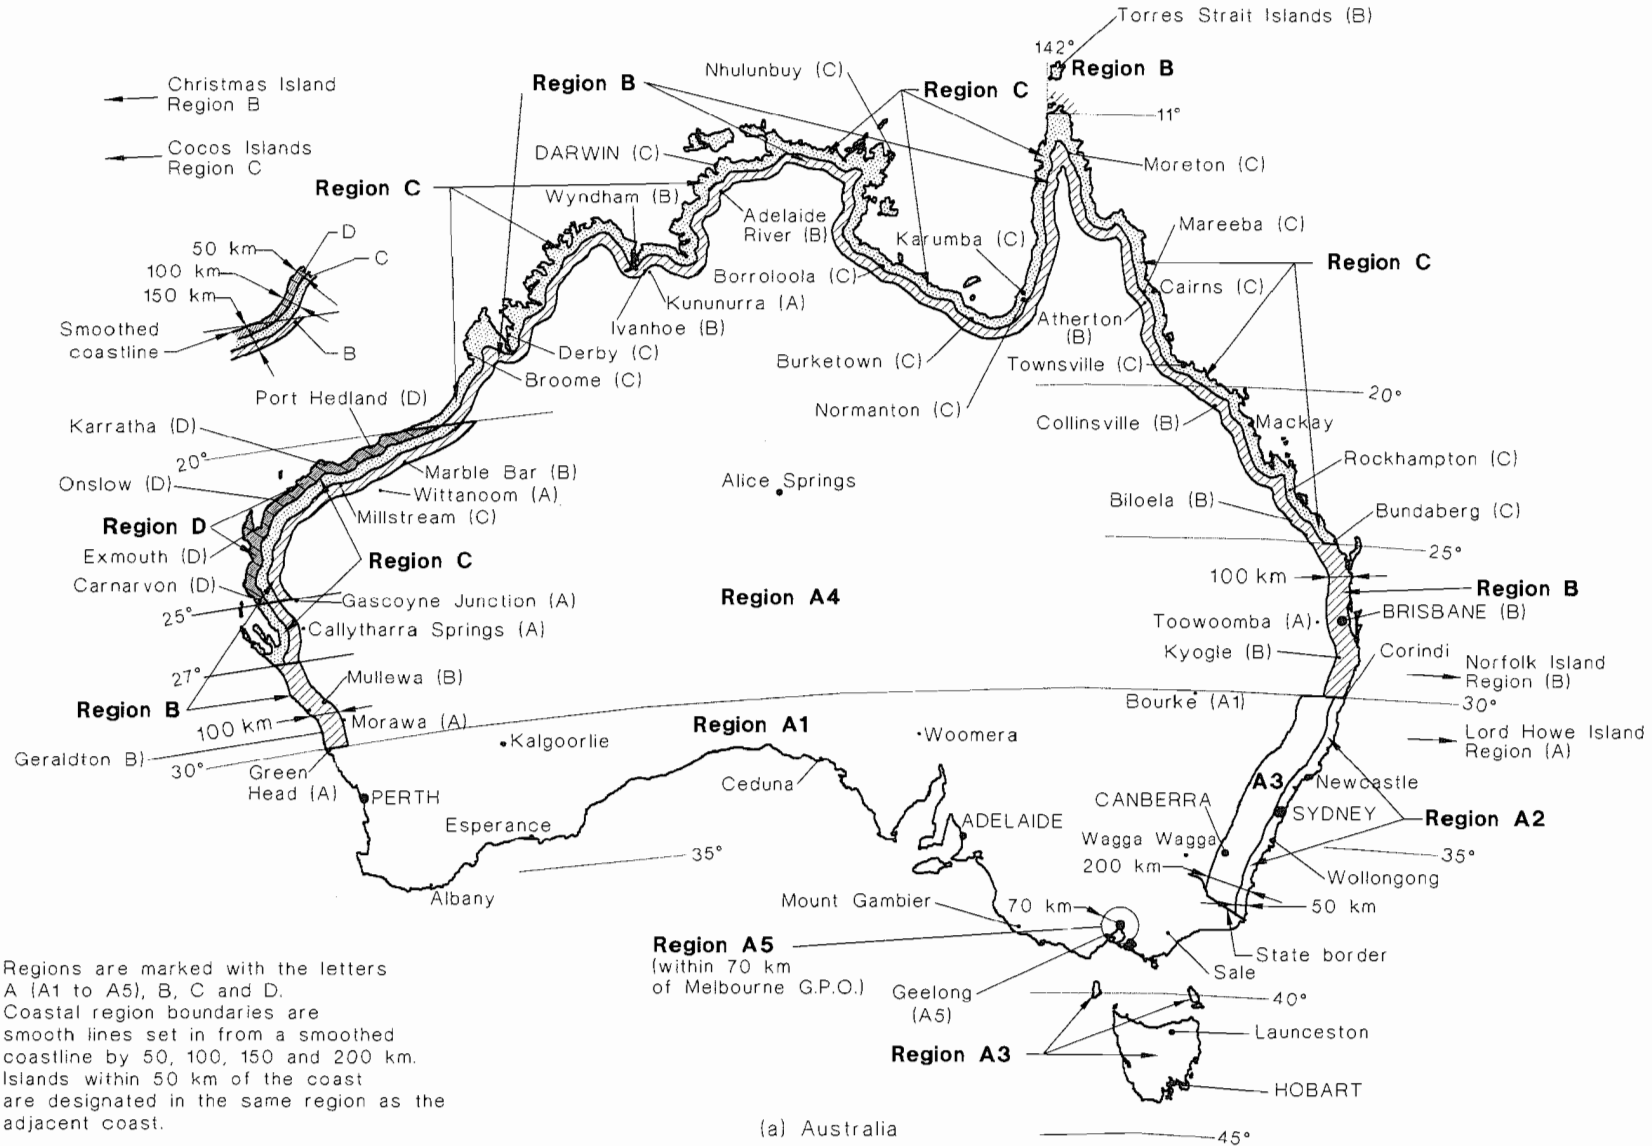 Torres Strait Islands (B)
142°
Region B
Nhulunbuy (C)
Region B
Region C
Christmas Island
Region B
11°
Cocos Islands
Region C
DARWIN (C)
Moreton (C)
Region C
Wyndham (B)
Adelaide
River (B)
Mareeba (C)
50 km
D
Karumba (C)
C
100 km
Region C
Borroloola (C)
Cairns (C)
150 km
Kununurra (A)
Atherton
(B)
Smoothed
coastline
Ivanhoe (B)
B
Derby (C)
Burketown (C)
Townsville (C)
Broome (C)
Port Hedland (D)
20°
Normanton (C)
Collinsville (B)
Mackay
Karratha (D)
20°
Rockhampton (C)
Marble Bar (B)
Alice Springs
Onslow (D)
Wittanoom (A)
Biloela (B)
Millstream (C)
Bundaberg (C)
Region D
Exmouth (D)
25°
Region C
100 km
Carnarvon (D)
Region B
Gascoyne Junction (A)
Region A4
25°
BRISBANE (B)
Callytharra Springs (A)
Toowoomba (A)
Kyogle (B)
Corindi
27°
Norfolk Island
Region (B)
Mullewa (B)
Region B
Bourke (A1)
30°
100 km
Morawa (A)
Region A1
Lord Howe Island
Region (A)
Kalgoorlie
Woomera
Geraldton B)
30°
Green
Head (A)
Ceduna
A3
Newcastle
PERTH
CANBERRA
SYDNEY
Region A2
Esperance
ADELAIDE
Wagga Wagga
35°
35°
200 km
Wollongong
Albany
Mount Gambier
70 km
50 km
Region A5
(within 70 km
of Melbourne G.P.O.)
State border
Sale
Geelong
(A5)
40°
Launceston
Region A3
HOBART
45°
Regions are marked with the letters
A (A1 to A5), B, C and D.
Coastal region boundaries are
smooth lines set in from a smoothed
coastline by 50, 100, 150 and 200 km.
Islands within 50 km of the coast
are designated in the same region as the
adjacent coast.
(a) Australia